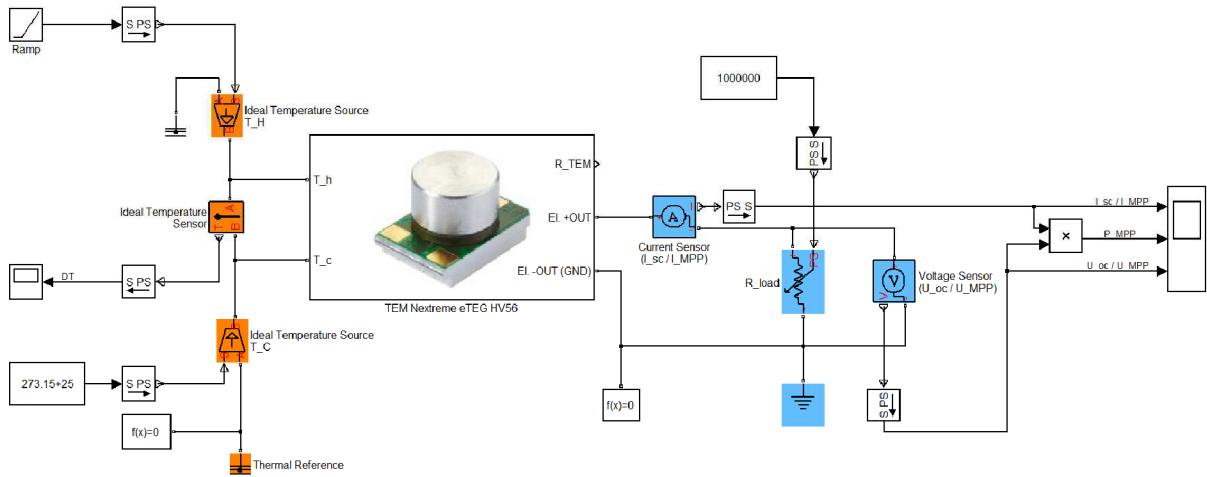 Ramp
S PS
Ideal Temperature Source
T_H
B
1000000
PS S
T_h
R_TEM
El. +OUT
T_c
El. -OUT (GND)
TEM Nextreme eTEG HV56
Ideal Temperature
Sensor
A
T
B
DT
S PS
A
Current Sensor
(I_sc / I_MPP)
PS S
I_sc / I_MPP
×
P_MPP
U_oc / U_MPP
PS
R_load
V
V
Voltage Sensor
(U_oc / U_MPP)
Ideal Temperature Source
T_C
273.15+25
S PS
f(x)=0
f(x)=0
S PS
Thermal Reference